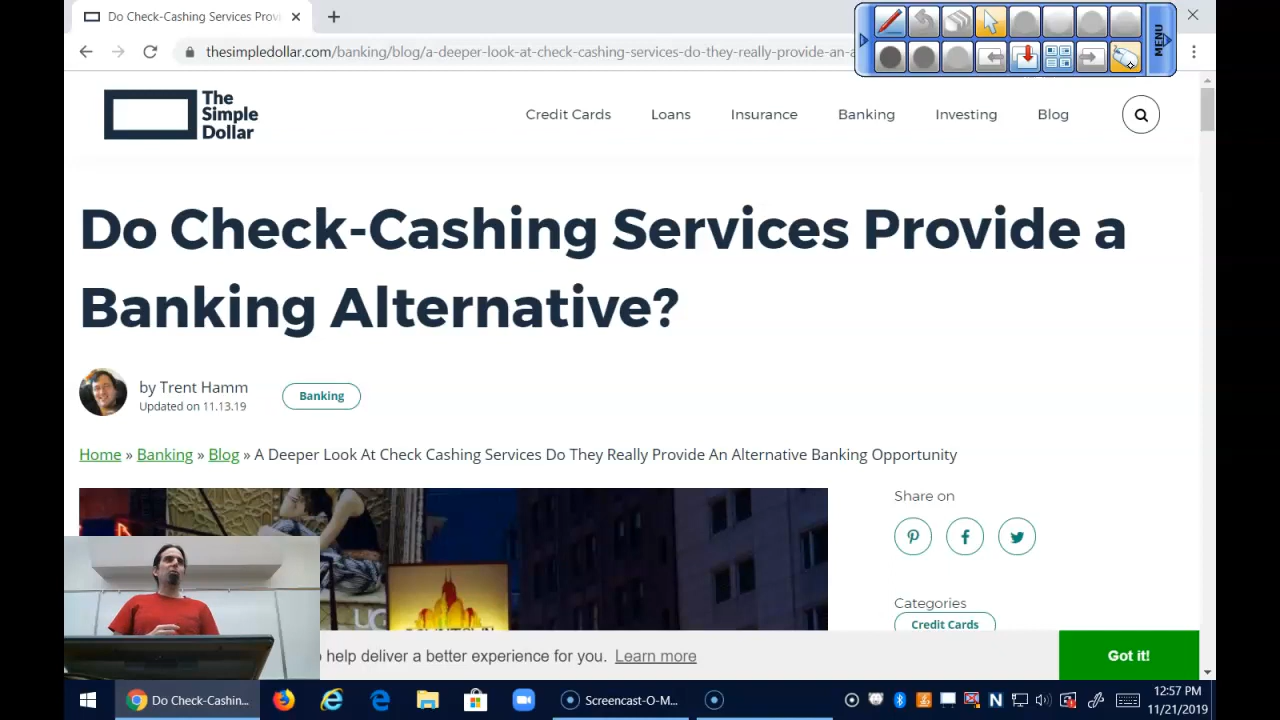 Do Check-Cashing Services Provi
thesimpledollar.com/banking/blog/a-deeper-look-at-check-cashing-services-do-they-really-provide-an-a
MENU
The
Simple
Dollar
Credit Cards
Loans
Insurance
Banking
Investing
Blog
Do Check-Cashing Services Provide a
Banking Alternative?
by Trent Hamm
Updated on 11.13.19
Banking
Home » Banking » Blog » A Deeper Look At Check Cashing Services Do They Really Provide An Alternative Banking Opportunity
Share on
Categories
Credit Cards
UC
DOWNTOWN
help deliver a better experience for you. Learn more
Got it!
Do Check-Cashin...
Screencast-O-M...
12:57 PM
11/21/2019